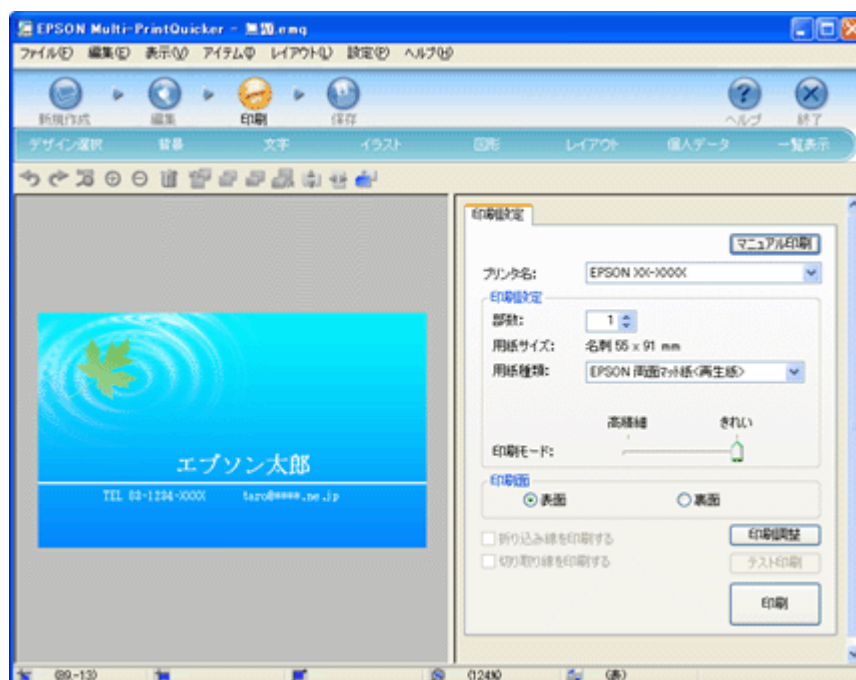 EPSON Multi-PrintQuicker - 無題.emq
ファイル(F) 編集(E) 表示(V) アイテム(I) レイアウト(L) 設定(P) ヘルプ(H)
新規作成 編集 印刷 保存 ヘルプ 終了
デザイン選択 背景 文字 イラスト 図形 レイアウト 個人データ 一覧表示
印刷設定
マニュアル印刷
プリンタ名: EPSON XX-XXXX
印刷設定
部数: 1
用紙サイズ: 名刺 55 x 91 mm
用紙種類: EPSON 両面マット紙<再生紙>
高精細 きれい
印刷モード:
印刷面
表面 裏面
折り込み線を印刷する
印刷調整
切り取り線を印刷する
テスト印刷
印刷
エプソン太郎
TEL 03-1234-XXXX taro@****.ne.jp
(89,-13) (124%) (表)